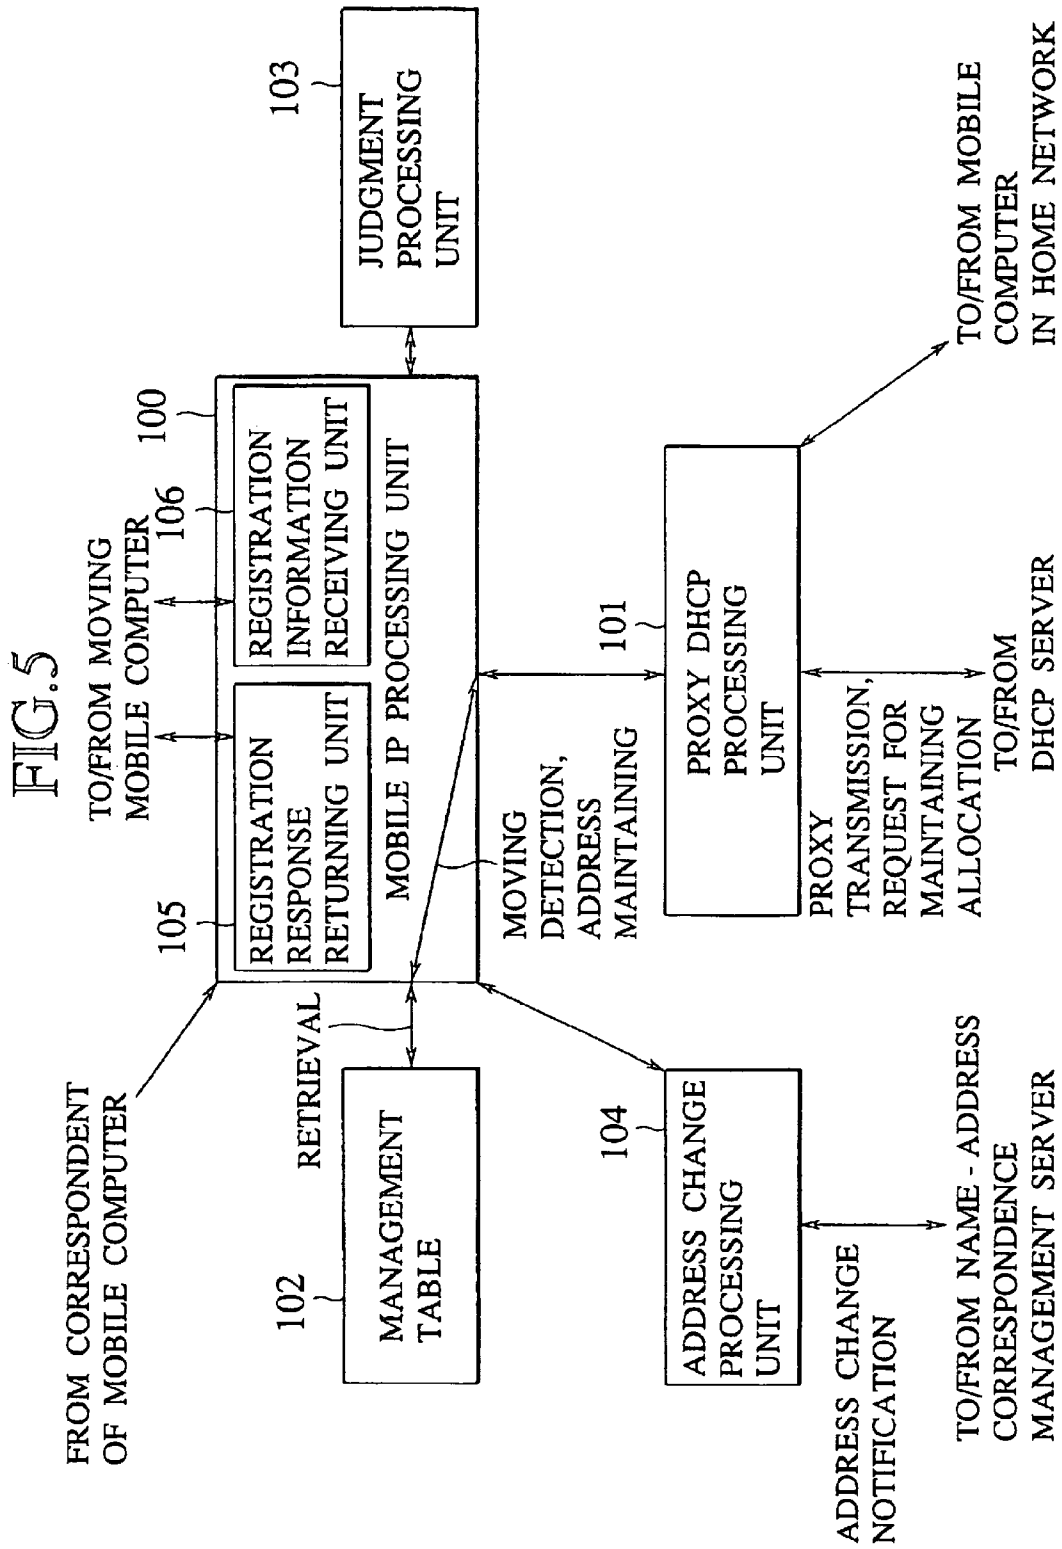 FIG.5
FROM CORRESPONDENT
OF MOBILE COMPUTER
TO/FROM MOVING
MOBILE COMPUTER
105
106
100
103
REGISTRATION
RESPONSE
RETURNING UNIT
REGISTRATION
INFORMATION
RECEIVING UNIT
MOBILE IP PROCESSING UNIT
JUDGMENT
PROCESSING
UNIT
102
RETRIEVAL
MANAGEMENT
TABLE
MOVING
DETECTION,
ADDRESS
MAINTAINING
104
101
ADDRESS CHANGE
PROCESSING
UNIT
PROXY DHCP
PROCESSING
UNIT
ADDRESS CHANGE
NOTIFICATION
PROXY
TRANSMISSION,
REQUEST FOR
MAINTAINING
ALLOCATION
TO/FROM NAME - ADDRESS
CORRESPONDENCE
MANAGEMENT SERVER
TO/FROM
DHCP SERVER
TO/FROM MOBILE
COMPUTER
IN HOME NETWORK